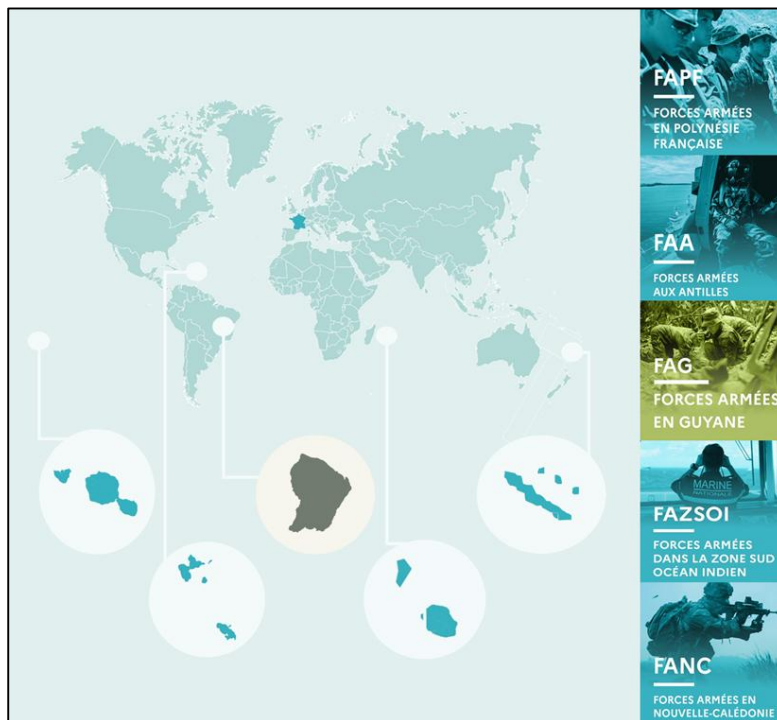 FAPF
FORCES ARMÉES
EN POLYNÉSIE
FRANÇAISE
FAA
FORCES ARMÉES
AUX ANTILLES
FAG
FORCES ARMÉES
EN GUYANE
MARINE
NATIONALE
FAZSOI
FORCES ARMÉES
DANS LA ZONE SUD
OCÉAN INDIEN
FANC
FORCES ARMÉES EN
NOUVELLE-CALÉDONIE